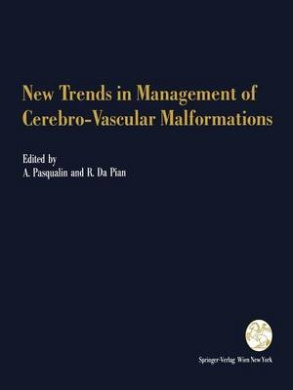 New Trends in Management of
Cerebro-Vascular Malformations
Edited by
A. Pasqualin and R. Da Pian
Springer-Verlag Wien New York